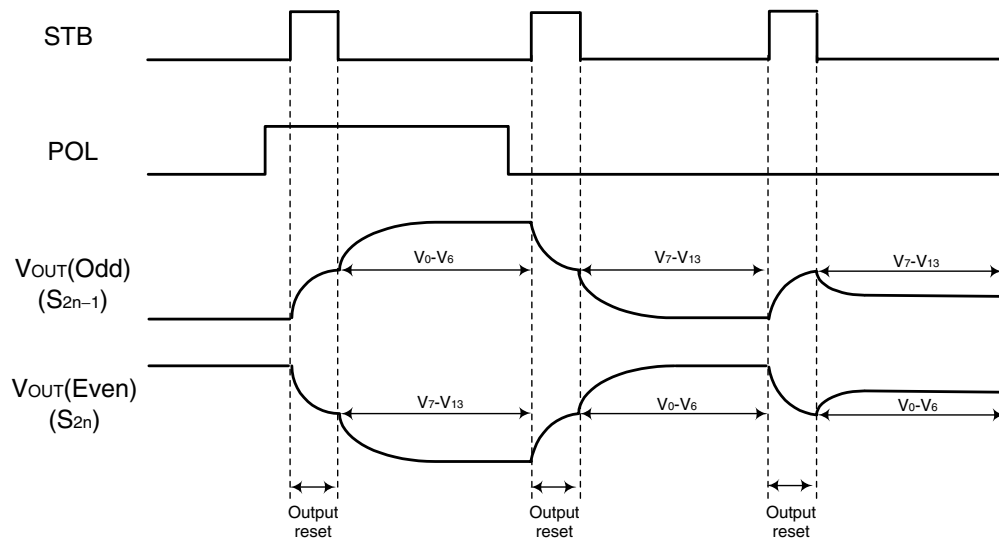 STB
POL
VOUT(Odd)
(S2n–1)
V0-V6
V7-V13
V7-V13
VOUT(Even)
(S2n)
V7-V13
V0-V6
V0-V6
Output
reset
Output
reset
Output
reset